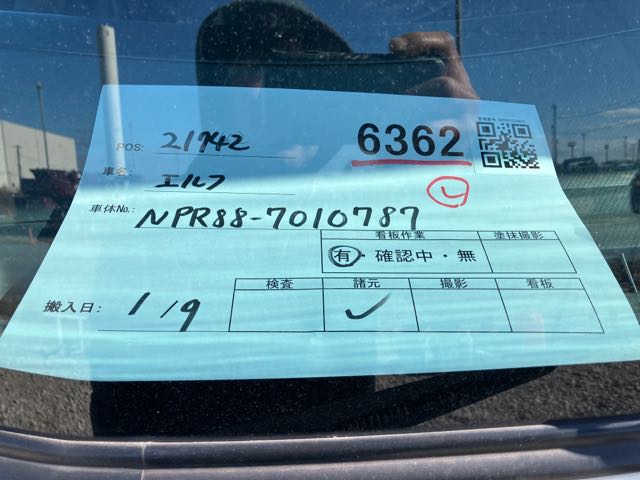 POS: 21742
6362
車名: エルフ
し
車体No.: NPR88-7010787
看板作業 塗抹撮影
有・確認中・無
検査 諸元 撮影 看板
搬入日: 1/9